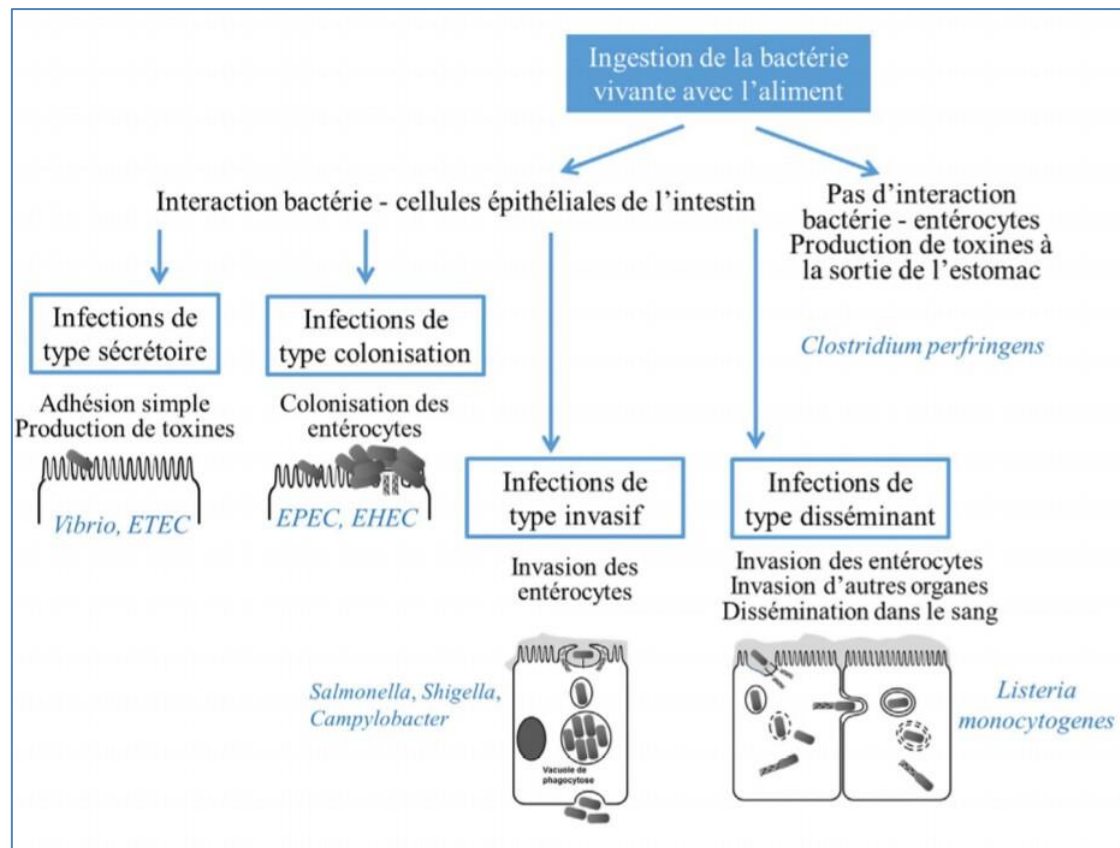 Ingestion de la bactérie
vivante avec l’aliment
Interaction bactérie - cellules épithéliales de l’intestin
Pas d’interaction
bactérie - entérocytes
Production de toxines à
la sortie de l’estomac
Clostridium perfringens
Infections de
type sécrétoire
Adhésion simple
Production de toxines
Vibrio, ETEC
Infections de
type colonisation
Colonisation des
entérocytes
EPEC, EHEC
Infections de
type invasif
Invasion des
entérocytes
Salmonella, Shigella,
Campylobacter
Vacuole de
phagocytose
Infections de
type disséminant
Invasion des entérocytes
Invasion d’autres organes
Dissémination dans le sang
Listeria
monocytogenes